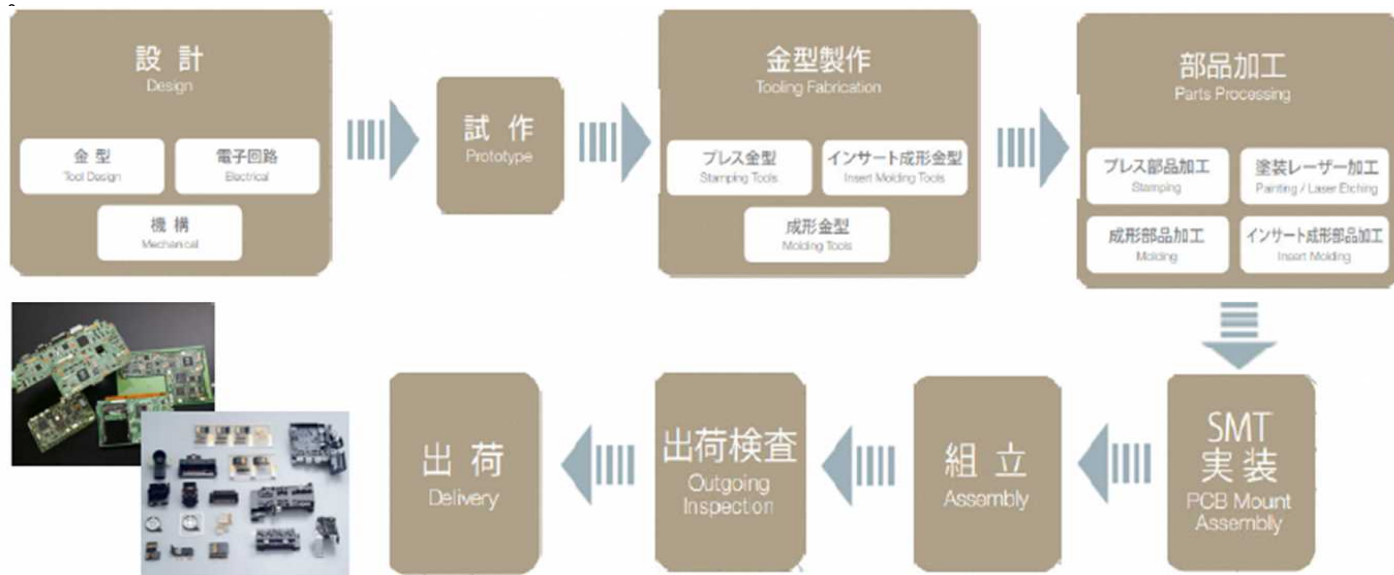 設 計
Design
金 型
Tool Design
電子回路
Electrical
機 構
Mechanical
試 作
Prototype
金型製作
Tooling Fabrication
プレス金型
Stamping Tools
インサート成形金型
Insert Molding Tools
成形金型
Molding Tools
部品加工
Parts Processing
プレス部品加工
Stamping
塗装レーザー加工
Painting / Laser Etching
成形部品加工
Molding
インサート成形部品加工
Insert Molding
SMT
実 装
PCB Mount
Assembly
組 立
Assembly
出荷検査
Outgoing
Inspection
出 荷
Delivery